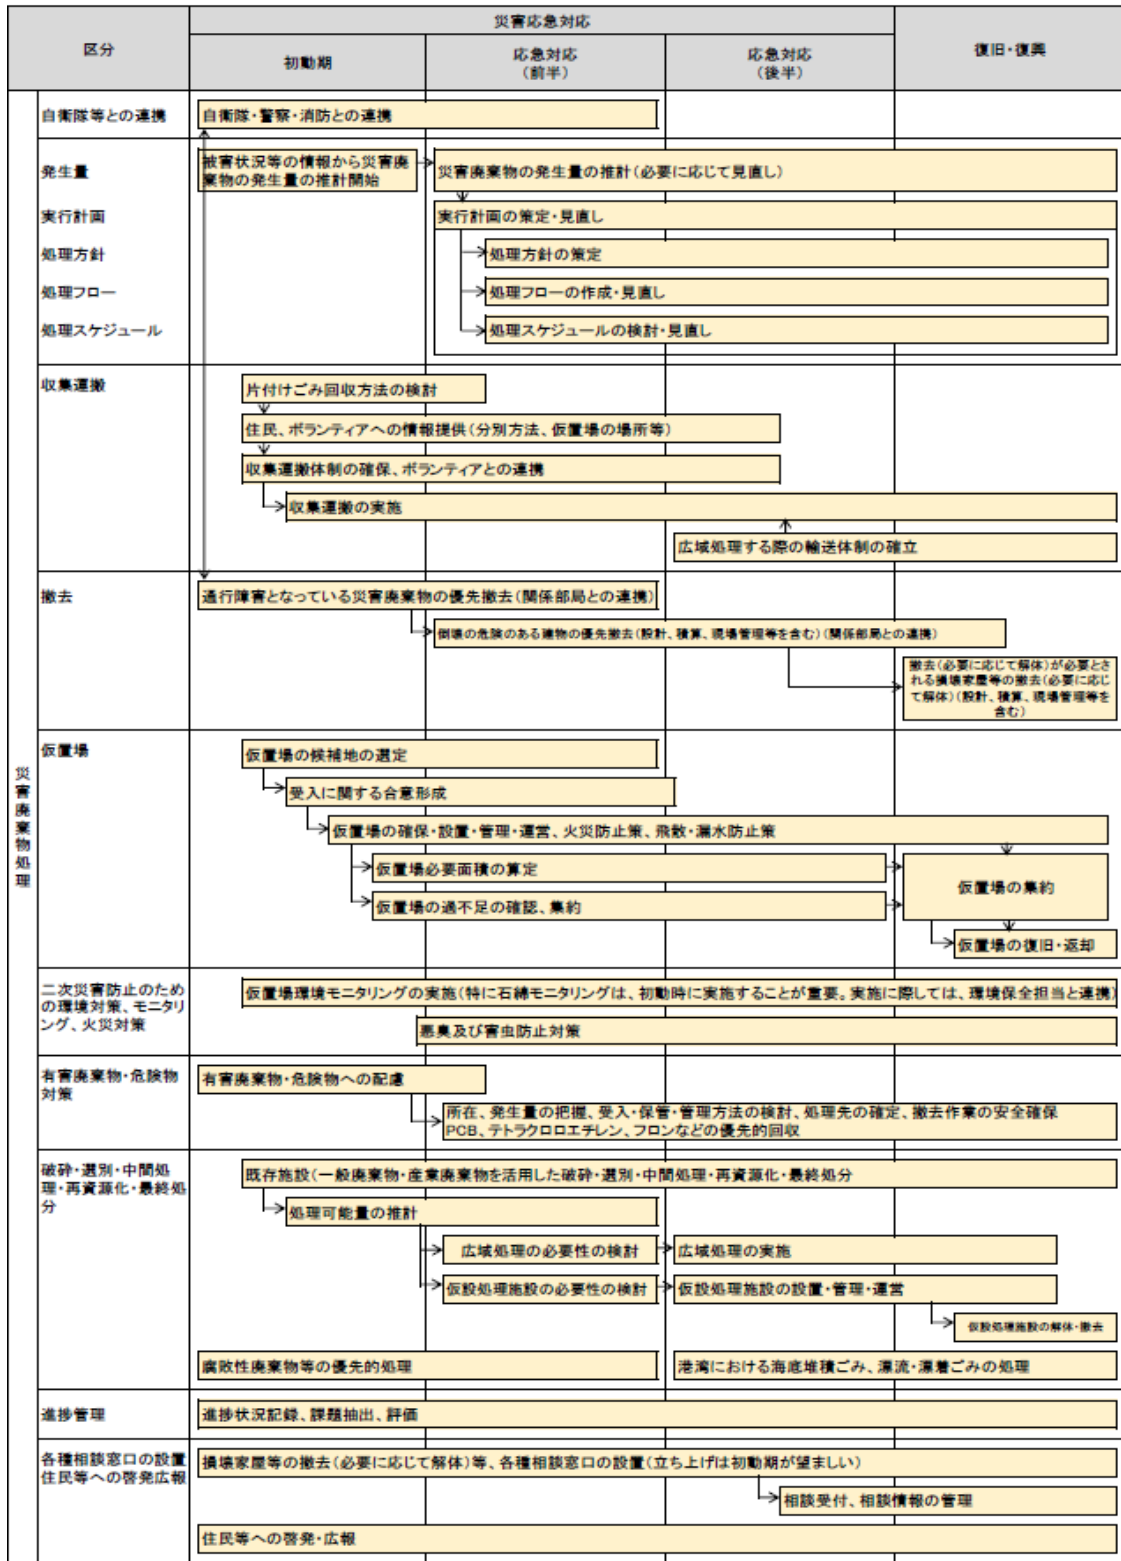 区分
災害応急対応
初動期
応急対応
（前半）
応急対応
（後半）
復旧・復興
災害廃棄物処理
自衛隊等との連携
自衛隊・警察・消防との連携
発生量
被害状況等の情報から災害廃
棄物の発生量の推計開始
災害廃棄物の発生量の推計（必要に応じて見直し）
実行計画
実行計画の策定・見直し
処理方針
処理方針の策定
処理フロー
処理フローの作成・見直し
処理スケジュール
処理スケジュールの検討・見直し
収集運搬
片付けごみ回収方法の検討
住民、ボランティアへの情報提供（分別方法、仮置場の場所等）
収集運搬体制の確保、ボランティアとの連携
収集運搬の実施
広域処理する際の輸送体制の確立
撤去
通行障害となっている災害廃棄物の優先撤去（関係部局との連携）
倒壊の危険のある建物の優先撤去（設計、積算、現場管理等を含む）（関係部局との連携）
撤去（必要に応じて解体）が必要とさ
れる損壊家屋等の撤去（必要に応じ
て解体）（設計、積算、現場管理等を
含む）
仮置場
仮置場の候補地の選定
受入に関する合意形成
仮置場の確保・設置・管理・運営、火災防止策、飛散・漏水防止策
仮置場必要面積の算定
仮置場の過不足の確認、集約
仮置場の集約
仮置場の復旧・返却
二次災害防止のため
の環境対策、モニタリ
ング、火災対策
仮置場環境モニタリングの実施（特に石綿モニタリングは、初動時に実施することが重要。実施に際しては、環境保全担当と連携）
悪臭及び害虫防止対策
有害廃棄物・危険物
対策
有害廃棄物・危険物への配慮
所在、発生量の把握、受入・保管・管理方法の検討、処理先の確定、撤去作業の安全確保
PCB、テトラクロロエチレン、フロンなどの優先的回収
破砕・選別・中間処
理・再資源化・最終処
分
既存施設（一般廃棄物・産業廃棄物を活用した破砕・選別・中間処理・再資源化・最終処分
処理可能量の推計
広域処理の必要性の検討
広域処理の実施
仮設処理施設の必要性の検討
仮設処理施設の設置・管理・運営
仮設処理施設の解体・撤去
腐敗性廃棄物等の優先的処理
港湾における海底堆積ごみ、漂流・漂着ごみの処理
進捗管理
進捗状況記録、課題抽出、評価
各種相談窓口の設置
住民等への啓発広報
損壊家屋等の撤去（必要に応じて解体）等、各種相談窓口の設置（立ち上げは初動期が望ましい）
相談受付、相談情報の管理
住民等への啓発・広報